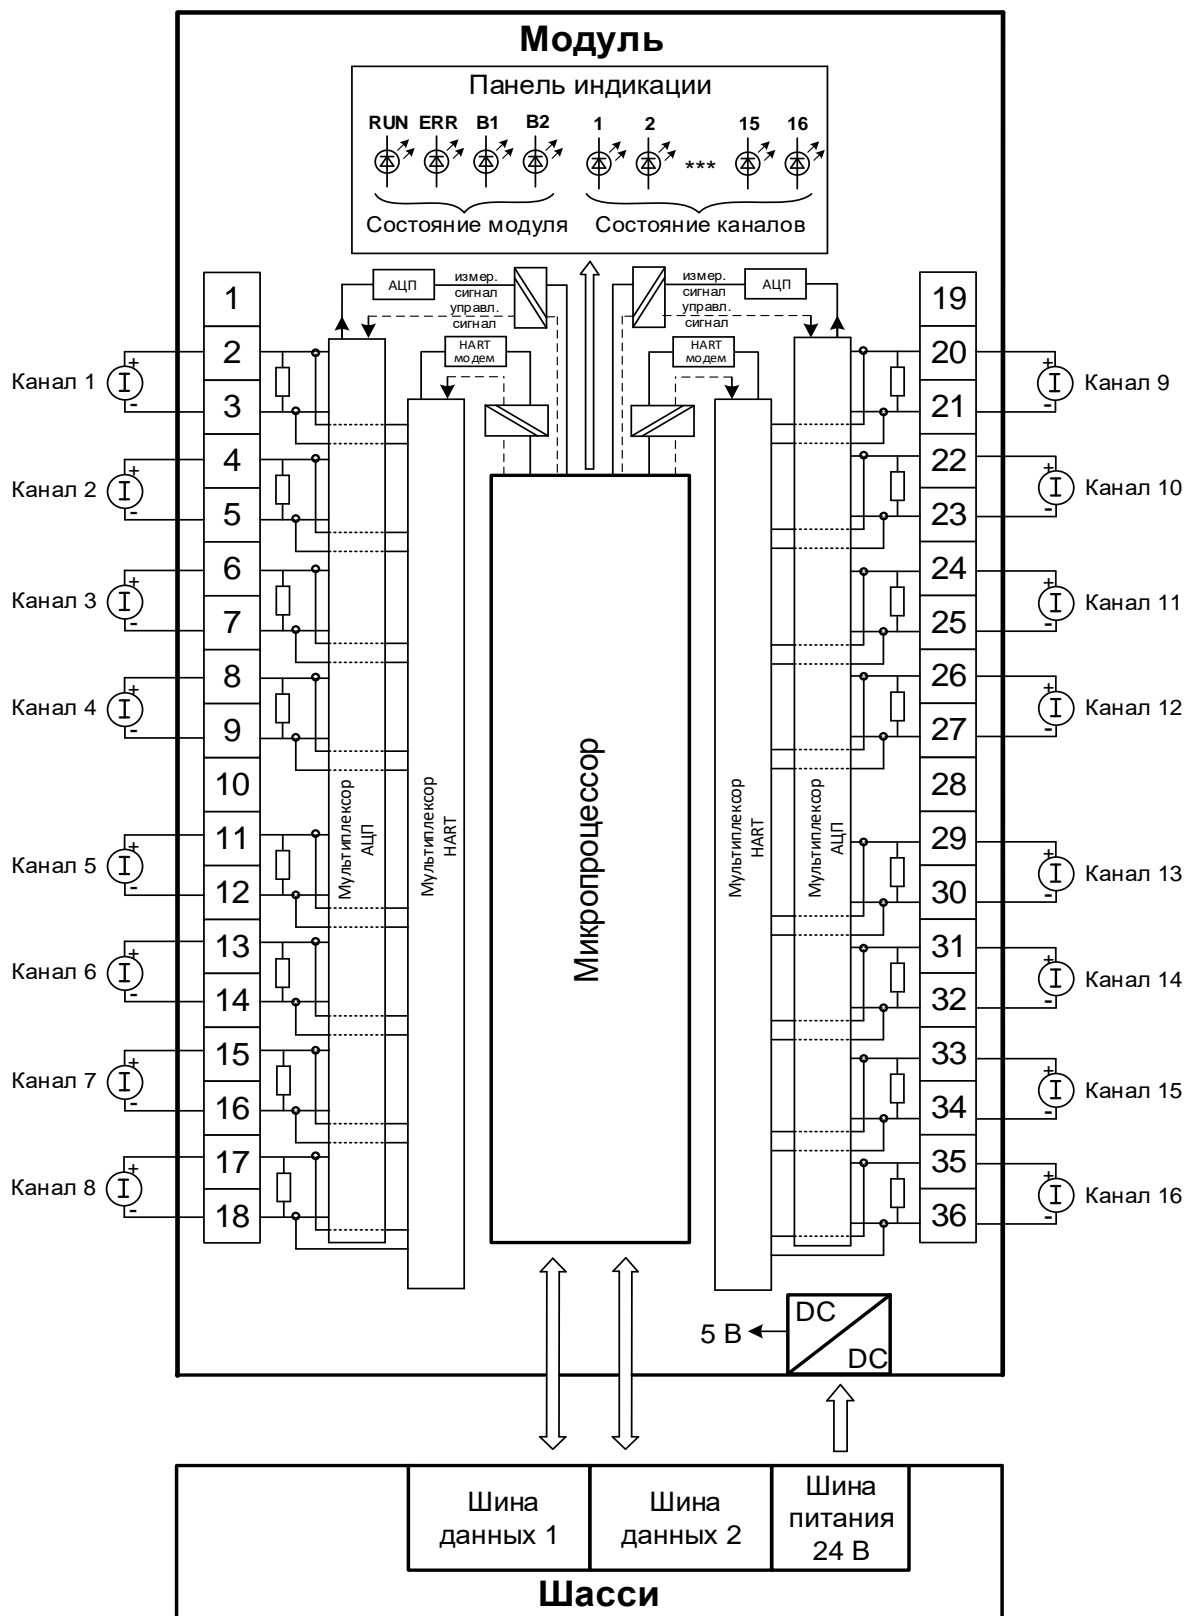 Модуль
Панель индикации
RUN ERR B1 B2 1 2 15 16
***
Состояние модуля Состояние каналов
АЦП измер. сигнал управл. сигнал
измер. сигнал управл. сигнал АЦП
HART модем
HART модем
1
2
3
4
5
6
7
8
9
10
11
12
13
14
15
16
17
18
Канал 1
+
I
-
Канал 2
+
I
-
Канал 3
+
I
-
Канал 4
+
I
-
Канал 5
+
I
-
Канал 6
+
I
-
Канал 7
+
I
-
Канал 8
+
I
-
Мультиплексор
АЦП
Мультиплексор
HART
Микропроцессор
Мультиплексор
HART
Мультиплексор
АЦП
19
20
21
22
23
24
25
26
27
28
29
30
31
32
33
34
35
36
+
I
-
Канал 9
+
I
-
Канал 10
+
I
-
Канал 11
+
I
-
Канал 12
+
I
-
Канал 13
+
I
-
Канал 14
+
I
-
Канал 15
+
I
-
Канал 16
5 В
DC
DC
Шина
данных 1
Шина
данных 2
Шина
питания
24 В
Шасси